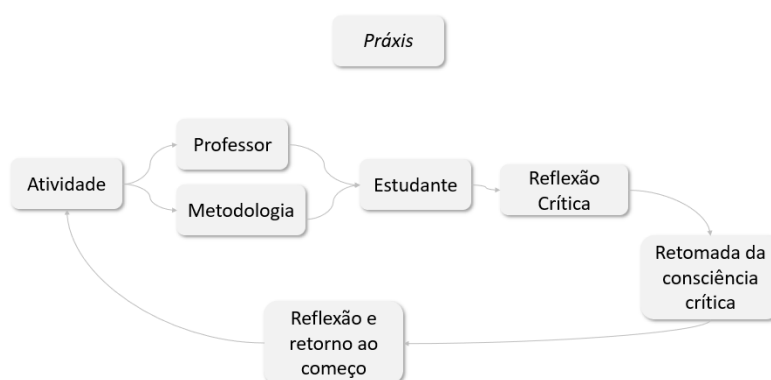 Práxis
Atividade
Professor
Metodologia
Estudante
Reflexão
Crítica
Retomada da
consciência
crítica
Reflexão e
retorno ao
começo